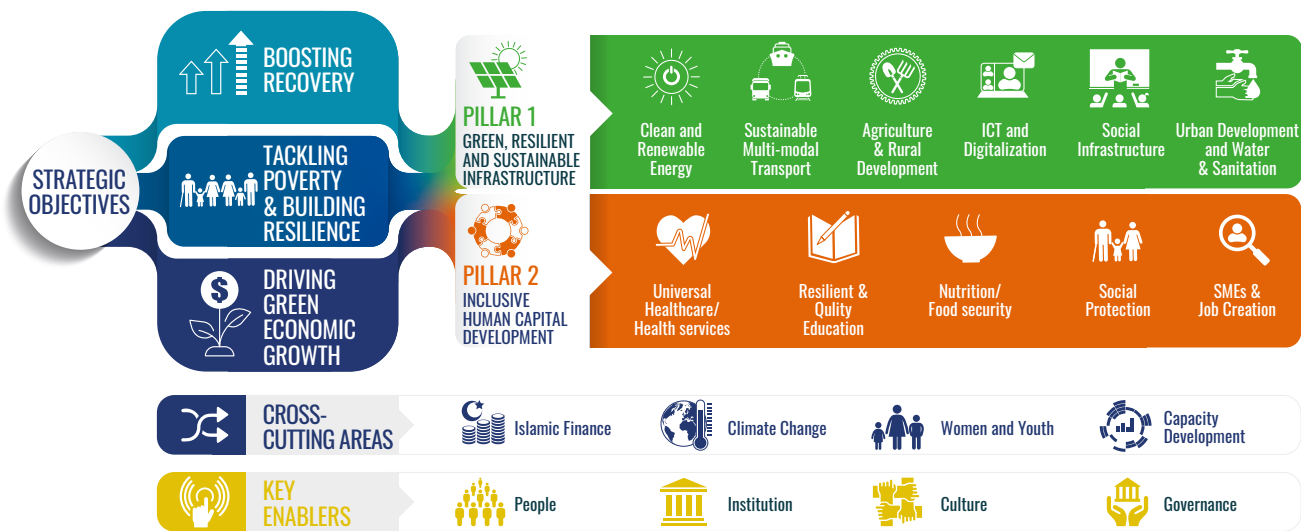 STRATEGIC
OBJECTIVES
BOOSTING
RECOVERY
TACKLING
POVERTY
& BUILDING
RESILIENCE
$
DRIVING
GREEN
ECONOMIC
GROWTH
PILLAR 1
GREEN, RESILIENT
AND SUSTAINABLE
INFRASTRUCTURE
Clean and
Renewable
Energy
Sustainable
Multi-modal
Transport
Agriculture
& Rural
Development
ICT and
Digitalization
Social
Infrastructure
Urban Development
and Water
& Sanitation
PILLAR 2
INCLUSIVE
HUMAN CAPITAL
DEVELOPMENT
Universal
Healthcare/
Health services
Resilient &
Qulity
Education
Nutrition/
Food security
Social
Protection
SMEs &
Job Creation
CROSS-
CUTTING AREAS
Islamic Finance
Climate Change
Women and Youth
Capacity
Development
KEY
ENABLERS
People
Institution
Culture
Governance